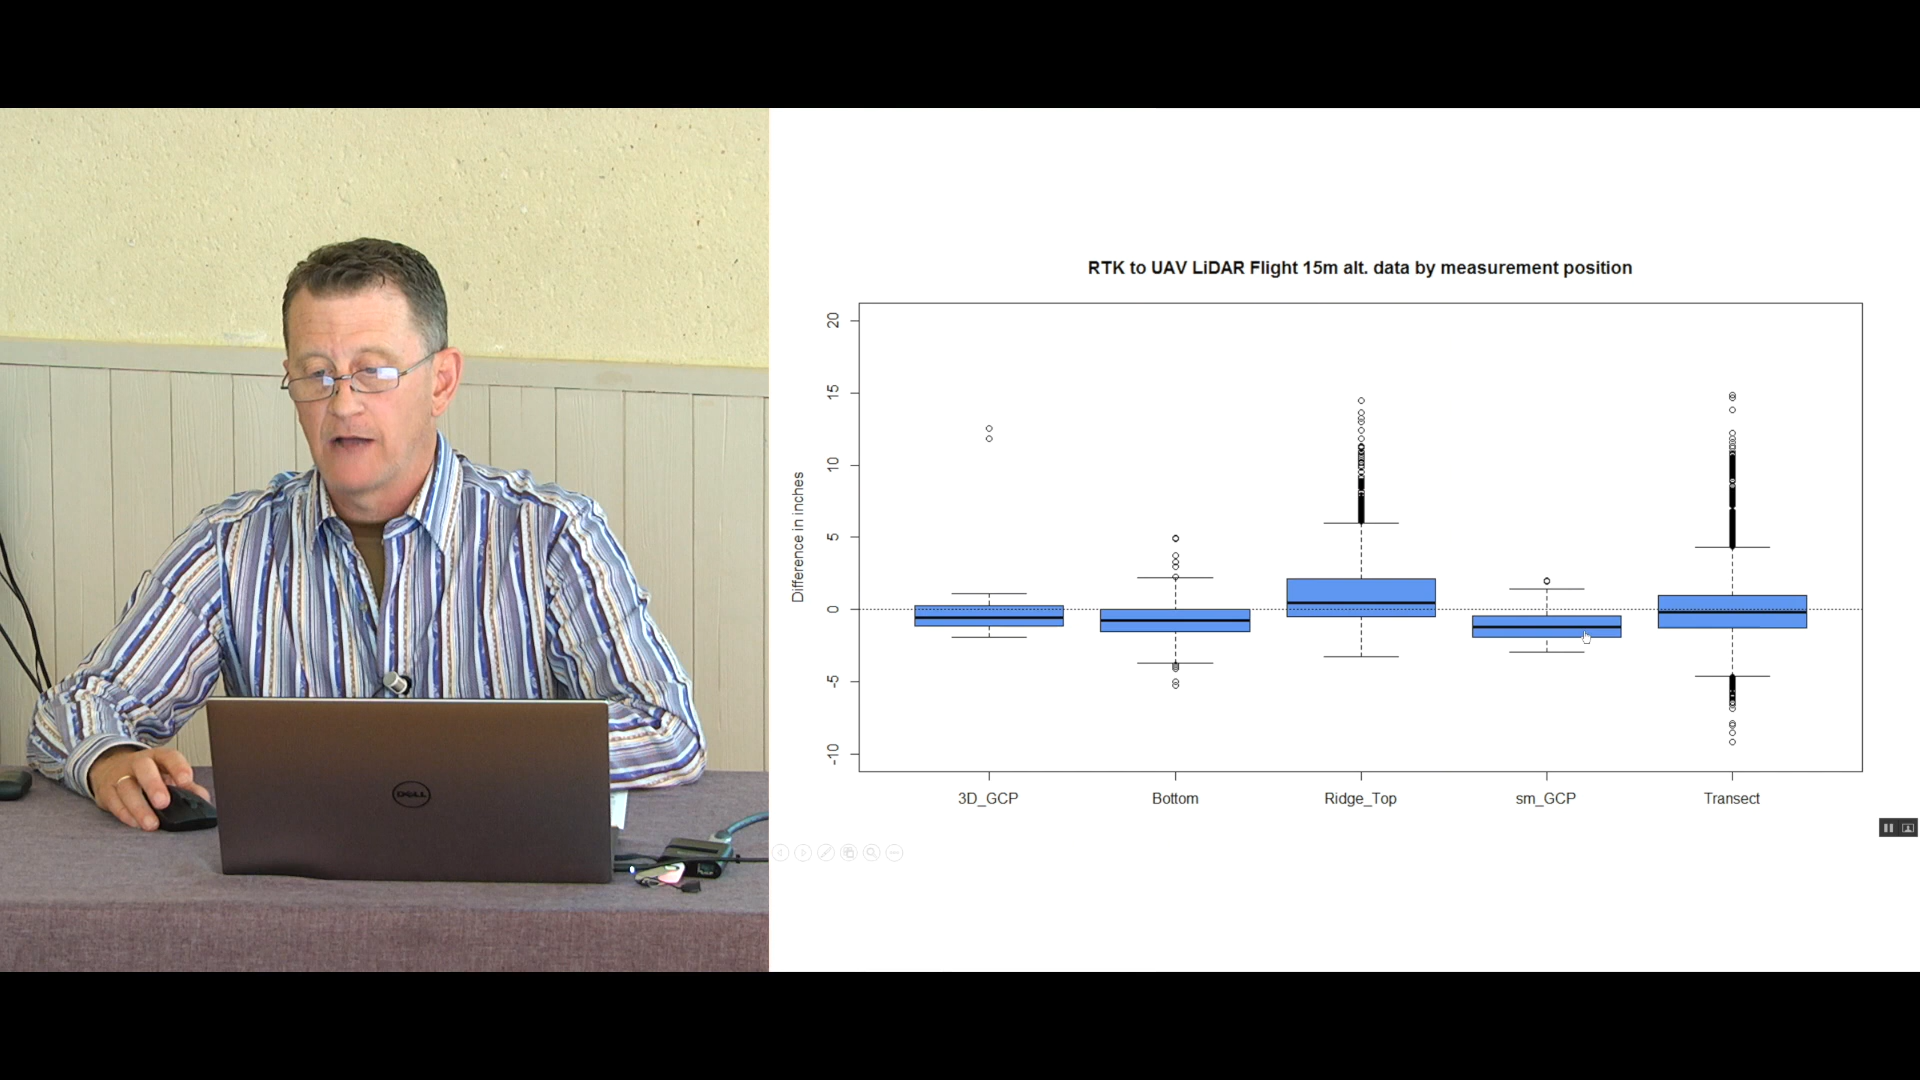 RTK to UAV LiDAR Flight 15m alt. data by measurement position
Difference in inches
20
15
10
5
0
-5
-10
3D_GCP
Bottom
Ridge_Top
sm_GCP
Transect
DELL